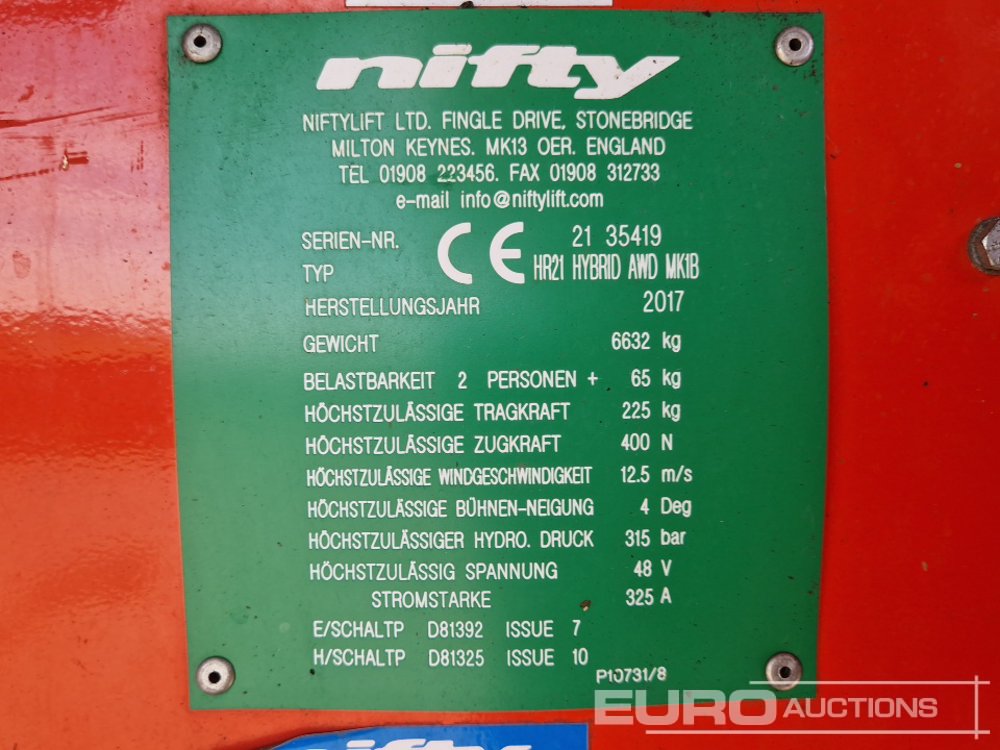 nifty
NIFTYLIFT LTD. FINGLE DRIVE, STONEBRIDGE
MILTON KEYNES. MK13 OER. ENGLAND
TEL 01908 223456. FAX 01908 312733
e-mail info@niftylift.com
SERIEN-NR. CE 21 35419
TYP HR21 HYBRID AWD MK1B
HERSTELLUNGSJAHR 2017
GEWICHT 6632 kg
BELASTBARKEIT 2 PERSONEN + 65 kg
HÖCHSTZULÄSSIGE TRAGKRAFT 225 kg
HÖCHSTZULÄSSIGE ZUGKRAFT 400 N
HÖCHSTZULÄSSIGE WINDGESCHWINDIGKEIT 12.5 m/s
HÖCHSTZULÄSSIGE BÜHNEN-NEIGUNG 4 Deg
HÖCHSTZULÄSSIGER HYDRO. DRUCK 315 bar
HÖCHSTZULÄSSIG SPANNUNG 48 V
STROMSTARKE 325 A
E/SCHALTP D81392 ISSUE 7
H/SCHALTP D81325 ISSUE 10
P10731/8
EURO AUCTIONS
nifty